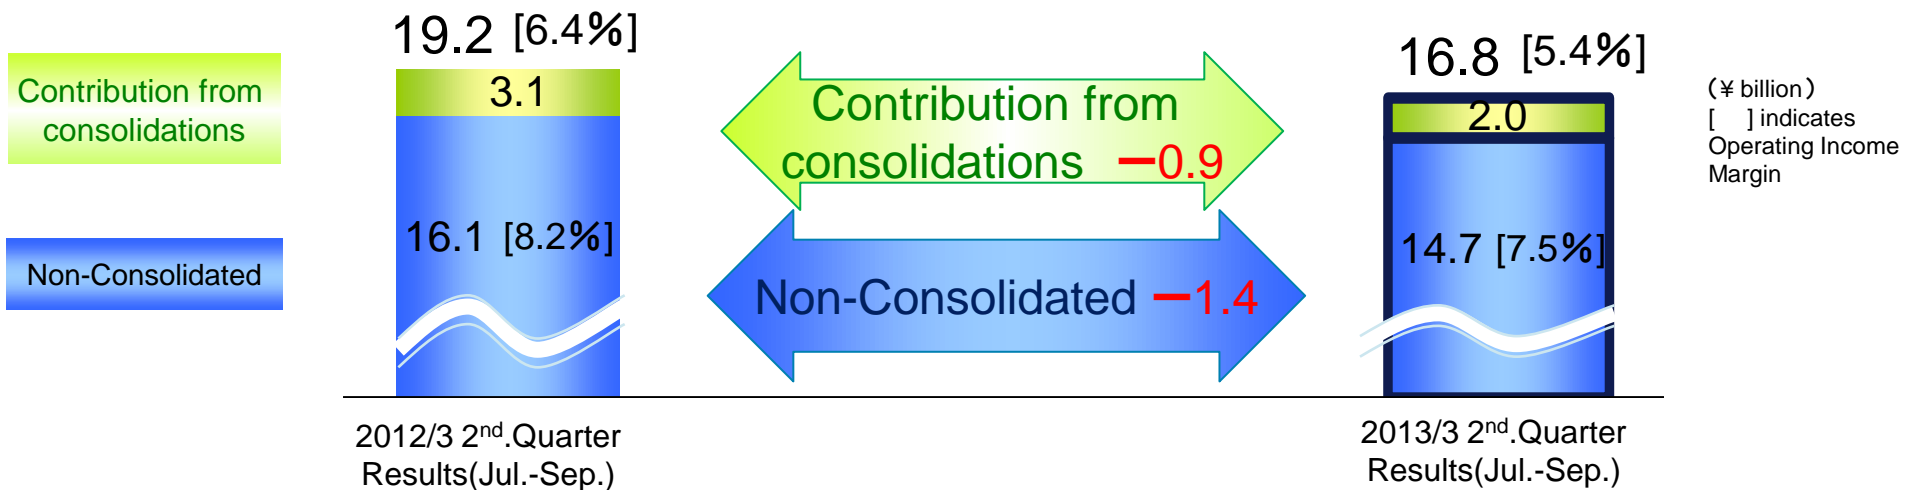 Contribution from
consolidations
Non-Consolidated
19.2 [6.4%]
3.1
16.1 [8.2%]
2012/3 2nd.Quarter
Results(Jul.-Sep.)
Contribution from
consolidations －0.9
Non-Consolidated －1.4
16.8 [5.4%]
2.0
14.7 [7.5%]
2013/3 2nd.Quarter
Results(Jul.-Sep.)
(¥ billion)
[ ] indicates
Operating Income
Margin